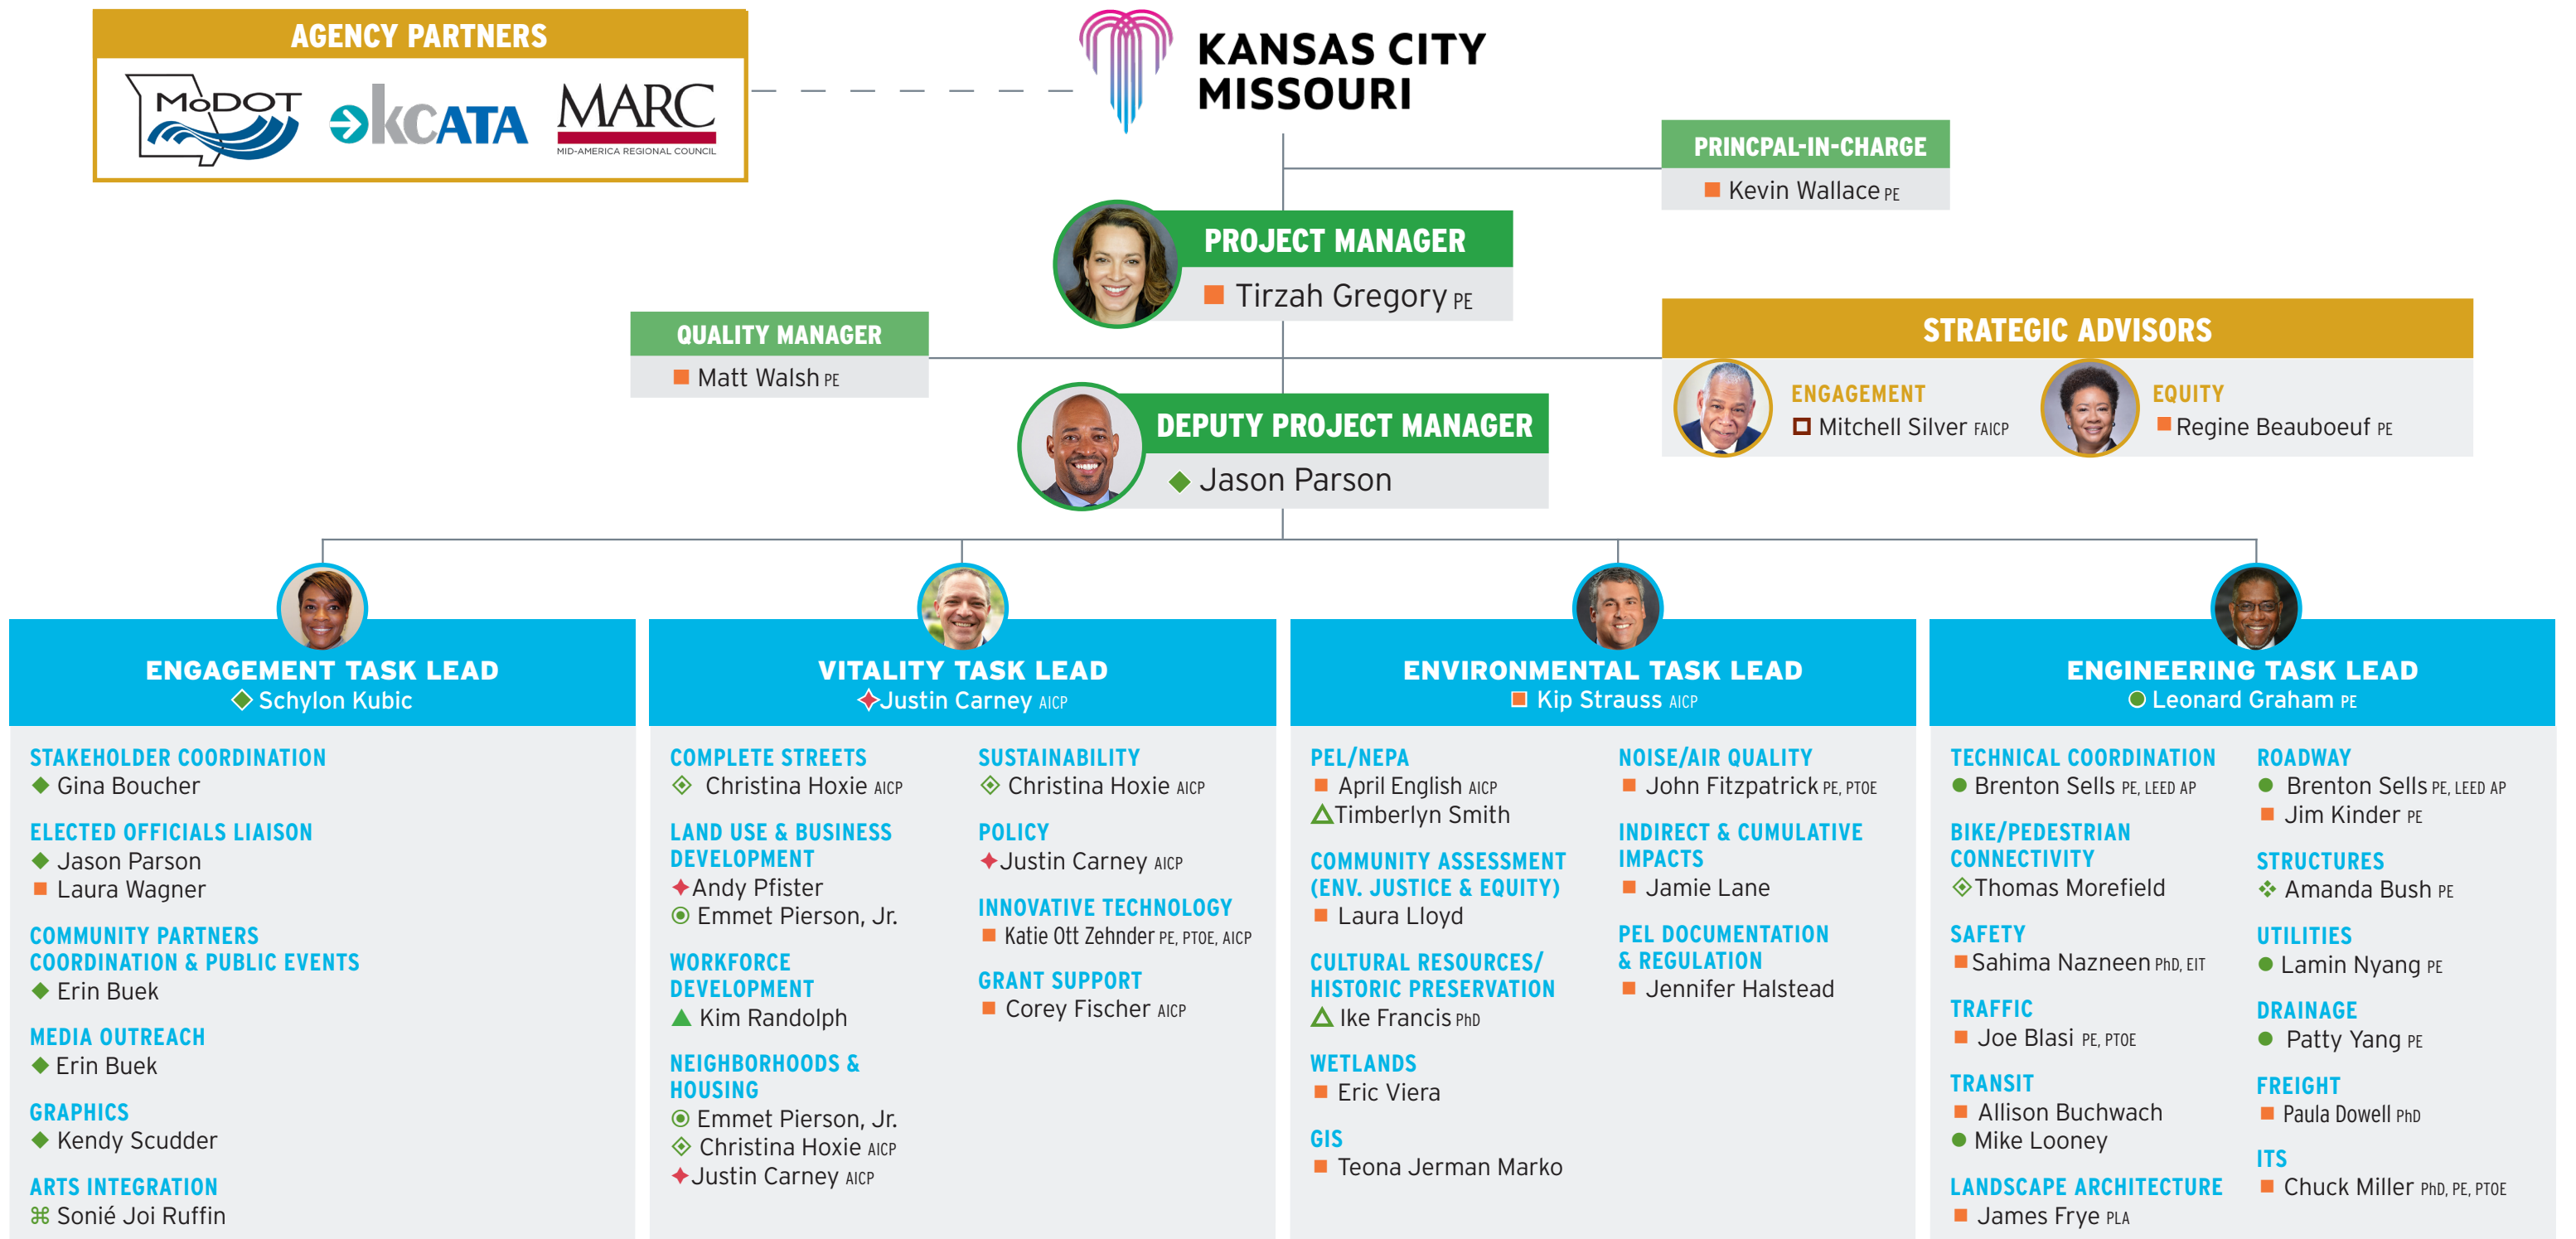 AGENCY PARTNERS
MoDOT
kcATA
MARC
MID-AMERICA REGIONAL COUNCIL
KANSAS CITY
MISSOURI
PRINCPAL-IN-CHARGE
Kevin Wallace PE
PROJECT MANAGER
Tirzah Gregory PE
QUALITY MANAGER
Matt Walsh PE
STRATEGIC ADVISORS
ENGAGEMENT
Mitchell Silver FAICP
EQUITY
Regine Beauboeuf PE
DEPUTY PROJECT MANAGER
Jason Parson
ENGAGEMENT TASK LEAD
Schylon Kubic
STAKEHOLDER COORDINATION
Gina Boucher
ELECTED OFFICIALS LIAISON
Jason Parson
Laura Wagner
COMMUNITY PARTNERS
COORDINATION & PUBLIC EVENTS
Erin Buek
MEDIA OUTREACH
Erin Buek
GRAPHICS
Kendy Scudder
ARTS INTEGRATION
Sonié Joi Ruffin
VITALITY TASK LEAD
Justin Carney AICP
COMPLETE STREETS
Christina Hoxie AICP
LAND USE & BUSINESS
DEVELOPMENT
Andy Pfister
Emmet Pierson, Jr.
WORKFORCE
DEVELOPMENT
Kim Randolph
NEIGHBORHOODS &
HOUSING
Emmet Pierson, Jr.
Christina Hoxie AICP
Justin Carney AICP
SUSTAINABILITY
Christina Hoxie AICP
POLICY
Justin Carney AICP
INNOVATIVE TECHNOLOGY
Katie Ott Zehnder PE, PTOE, AICP
GRANT SUPPORT
Corey Fischer AICP
ENVIRONMENTAL TASK LEAD
Kip Strauss AICP
PEL/NEPA
April English AICP
Timberlyn Smith
COMMUNITY ASSESSMENT
(ENV. JUSTICE & EQUITY)
Laura Lloyd
CULTURAL RESOURCES/
HISTORIC PRESERVATION
Ike Francis PhD
WETLANDS
Eric Viera
GIS
Teona Jerman Marko
NOISE/AIR QUALITY
John Fitzpatrick PE, PTOE
INDIRECT & CUMULATIVE
IMPACTS
Jamie Lane
PEL DOCUMENTATION
& REGULATION
Jennifer Halstead
ENGINEERING TASK LEAD
Leonard Graham PE
TECHNICAL COORDINATION
Brenton Sells PE, LEED AP
BIKE/PEDESTRIAN
CONNECTIVITY
Thomas Morefield
SAFETY
Sahima Nazneen PhD, EIT
TRAFFIC
Joe Blasi PE, PTOE
TRANSIT
Allison Buchwach
Mike Looney
LANDSCAPE ARCHITECTURE
James Frye PLA
ROADWAY
Brenton Sells PE, LEED AP
Jim Kinder PE
STRUCTURES
Amanda Bush PE
UTILITIES
Lamin Nyang PE
DRAINAGE
Patty Yang PE
FREIGHT
Paula Dowell PhD
ITS
Chuck Miller PhD, PE, PTOE